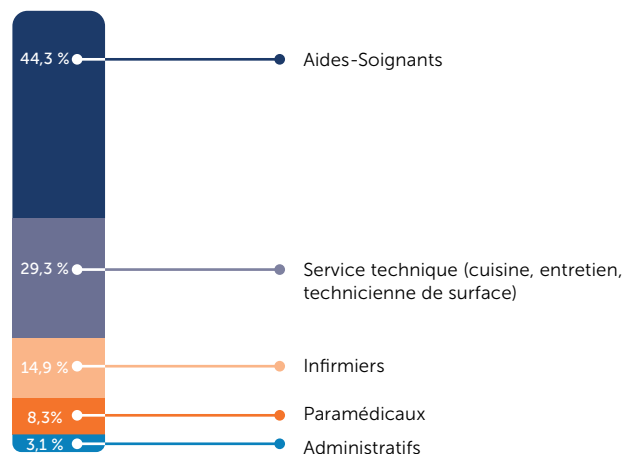 44,3 % Aides-Soignants
29,3 % Service technique (cuisine, entretien,
technicienne de surface)
14,9 % Infirmiers
8,3% Paramédicaux
3,1 % Administratifs